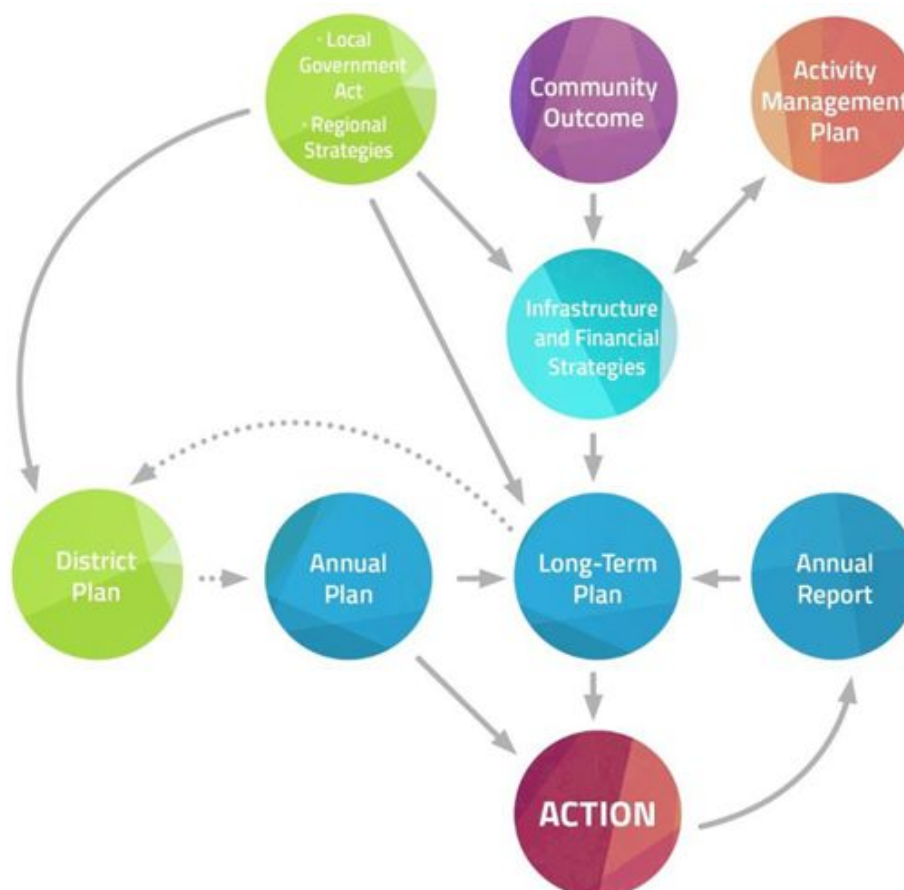 · Local
Government
Act
· Regional
Strategies
Community
Outcome
Activity
Management
Plan
Infrastructure
and Financial
Strategies
District
Plan
Annual
Plan
Long-Term
Plan
Annual
Report
ACTION